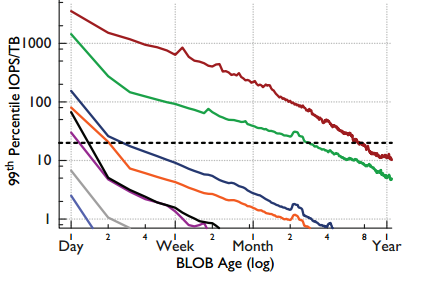 99th Percentile IOPS/TB
1000
100
10
1
Day 2 4 Week 2 Month 2 4 8 Year
BLOB Age (log)